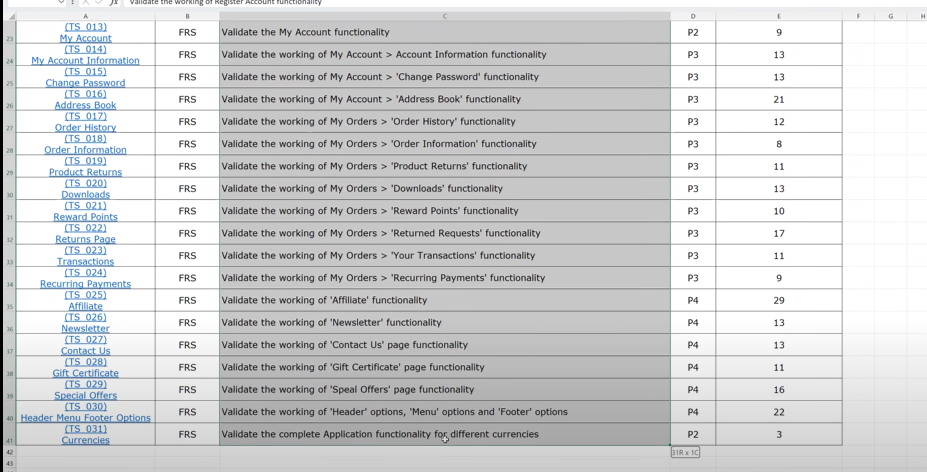 fx Validate the working of Register Account functionality
A B C D E F G H
23 (TS_013) My Account FRS Validate the My Account functionality P2 9
24 (TS_014) My Account Information FRS Validate the working of My Account > Account Information functionality P3 13
25 (TS_015) Change Password FRS Validate the working of My Account > 'Change Password' functionality P3 13
26 (TS_016) Address Book FRS Validate the working of My Account > 'Address Book' functionality P3 21
27 (TS_017) Order History FRS Validate the working of My Orders > 'Order History' functionality P3 12
28 (TS_018) Order Information FRS Validate the working of My Orders > 'Order Information' functionality P3 8
29 (TS_019) Product Returns FRS Validate the working of My Orders > 'Product Returns' functionality P3 11
30 (TS_020) Downloads FRS Validate the working of My Orders > 'Downloads' functionality P3 13
31 (TS_021) Reward Points FRS Validate the working of My Orders > 'Reward Points' functionality P3 10
32 (TS_022) Returns Page FRS Validate the working of My Orders > 'Returned Requests' functionality P3 17
33 (TS_023) Transactions FRS Validate the working of My Orders > 'Your Transactions' functionality P3 11
34 (TS_024) Recurring Payments FRS Validate the working of My Orders > 'Recurring Payments' functionality P3 9
35 (TS_025) Affiliate FRS Validate the working of 'Affiliate' functionality P4 29
36 (TS_026) Newsletter FRS Validate the working of 'Newsletter' functionality P4 13
37 (TS_027) Contact Us FRS Validate the working of 'Contact Us' page functionality P4 13
38 (TS_028) Gift Certificate FRS Validate the working of 'Gift Certificate' page functionality P4 11
39 (TS_029) Special Offers FRS Validate the working of 'Speal Offers' page functionality P4 16
40 (TS_030) Header Menu Footer Options FRS Validate the working of 'Header' options, 'Menu' options and 'Footer' options P4 22
41 (TS_031) Currencies FRS Validate the complete Application functionality for different currencies P2 3
42 31R x 1C
43